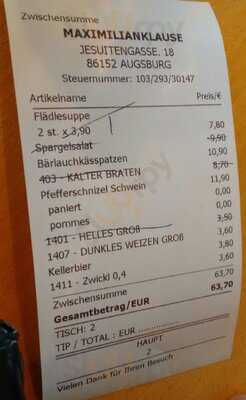 Zwischensumme
MAXIMILIANKLAUSE
JESUITENGASSE. 18
86152 AUGSBURG
Steuernummer: 103/293/30147
Artikelname Preis/€
Flädlesuppe
2 st. x 3,90 7,80
Spargelsalat -9,90
Bärlauchkässpatzen 10,90
403 - KALTER BRATEN 8,70
Pfefferschnizel Schwein 11,90
paniert 0,00
pommes 0,00
1401 - HELLES GROß 3,50
1407 - DUNKLES WEIZEN GROß 3,80
Kellerbier 3,60
1411 - Zwickl 0,4 3,60
Zwischensumme 63,70
Gesamtbetrag/EUR 63,70
TISCH: 2
TIP / TOTAL : EUR
HAUPT
2
Vielen Dank für Ihren Besuch